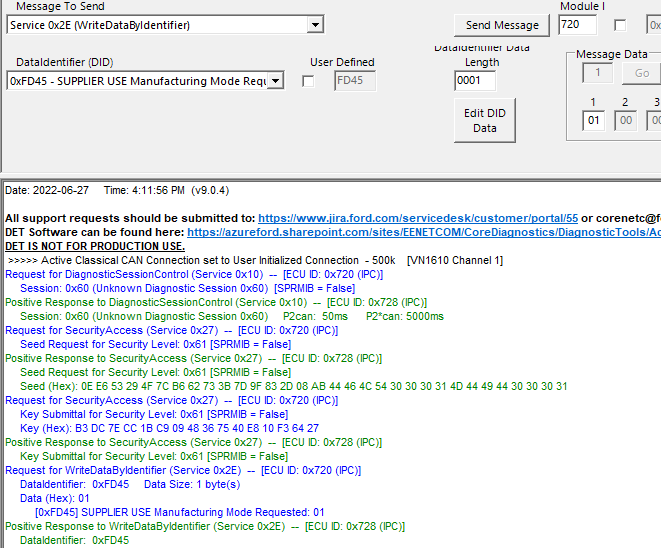 Message To Send
Module I
Service 0x2E (WriteDataByIdentifier)
Send Message
720
0x
DataIdentifier (DID)
User Defined
DataIdentifier Data
Length
Message Data
0xFD45 - SUPPLIER USE Manufacturing Mode Requ
FD45
0001
1
Go
Edit DID
Data
1 2 3
01 00 00
Date: 2022-06-27 Time: 4:11:56 PM (v9.0.4)
All support requests should be submitted to: https://www.jira.ford.com/servicedesk/customer/portal/55 or corenetc@f
DET Software can be found here: https://azureford.sharepoint.com/sites/EENETCOM/CoreDiagnostics/DiagnosticTools/Ac
DET IS NOT FOR PRODUCTION USE.
>>>>> Active Classical CAN Connection set to User Initialized Connection - 500k [VN1610 Channel 1]
Request for DiagnosticSessionControl (Service 0x10) -- [ECU ID: 0x720 (IPC)]
Session: 0x60 (Unknown Diagnostic Session 0x60) [SPRMIB = False]
Positive Response to DiagnosticSessionControl (Service 0x10) -- [ECU ID: 0x728 (IPC)]
Session: 0x60 (Unknown Diagnostic Session 0x60) P2can: 50ms P2*can: 5000ms
Request for SecurityAccess (Service 0x27) -- [ECU ID: 0x720 (IPC)]
Seed Request for Security Level: 0x61 [SPRMIB = False]
Positive Response to SecurityAccess (Service 0x27) -- [ECU ID: 0x728 (IPC)]
Seed Request for Security Level: 0x61 [SPRMIB = False]
Seed (Hex): 0E E6 53 29 4F 7C B6 62 73 3B 7D 9F 83 2D 08 AB 44 46 4C 54 30 30 30 31 4D 44 49 44 30 30 30 31
Request for SecurityAccess (Service 0x27) -- [ECU ID: 0x720 (IPC)]
Key Submittal for Security Level: 0x61 [SPRMIB = False]
Key (Hex): B3 DC 7E CC 1B C9 09 48 36 75 40 E8 10 F3 64 27
Positive Response to SecurityAccess (Service 0x27) -- [ECU ID: 0x728 (IPC)]
Key Submittal for Security Level: 0x61 [SPRMIB = False]
Request for WriteDataByIdentifier (Service 0x2E) -- [ECU ID: 0x720 (IPC)]
DataIdentifier: 0xFD45 Data Size: 1 byte(s)
Data (Hex): 01
[0xFD45] SUPPLIER USE Manufacturing Mode Requested: 01
Positive Response to WriteDataByIdentifier (Service 0x2E) -- [ECU ID: 0x728 (IPC)]
DataIdentifier: 0xFD45